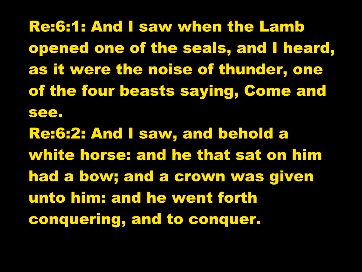 Re:6:1: And I saw when the Lamb
opened one of the seals, and I heard,
as it were the noise of thunder, one
of the four beasts saying, Come and
see.
Re:6:2: And I saw, and behold a
white horse: and he that sat on him
had a bow; and a crown was given
unto him: and he went forth
conquering, and to conquer.